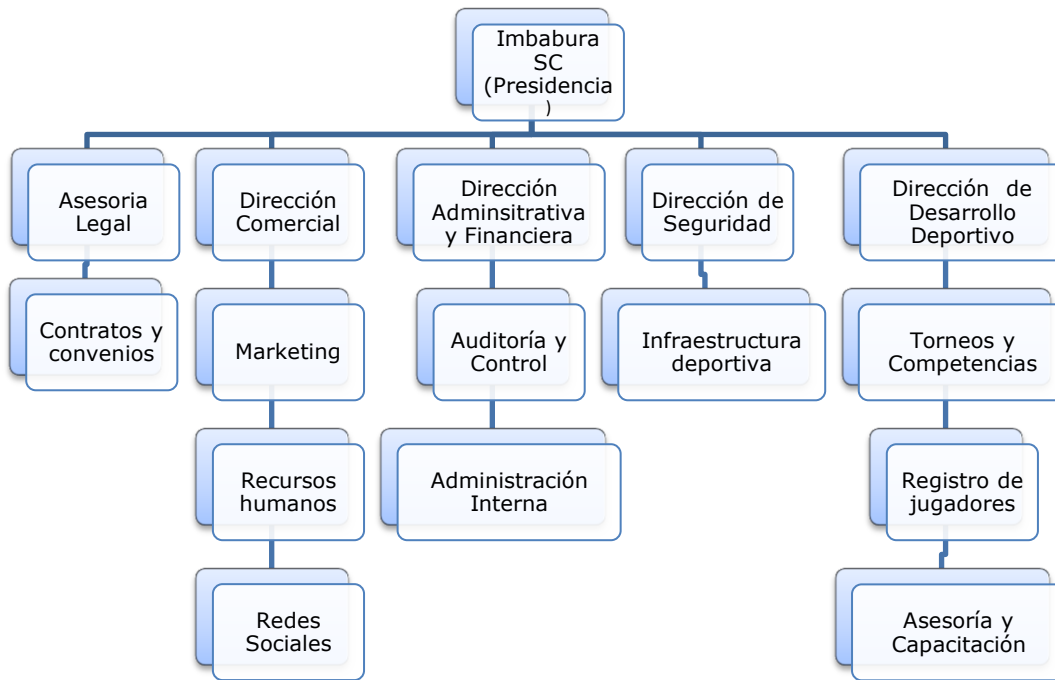 Imbabura
SC
(Presidencia
)
Asesoria
Legal
Dirección
Comercial
Dirección
Adminsitrativa
y Financiera
Dirección de
Seguridad
Dirección de
Desarrollo
Deportivo
Contratos y
convenios
Marketing
Auditoría y
Control
Infraestructura
deportiva
Torneos y
Competencias
Recursos
humanos
Administración
Interna
Registro de
jugadores
Redes
Sociales
Asesoría y
Capacitación